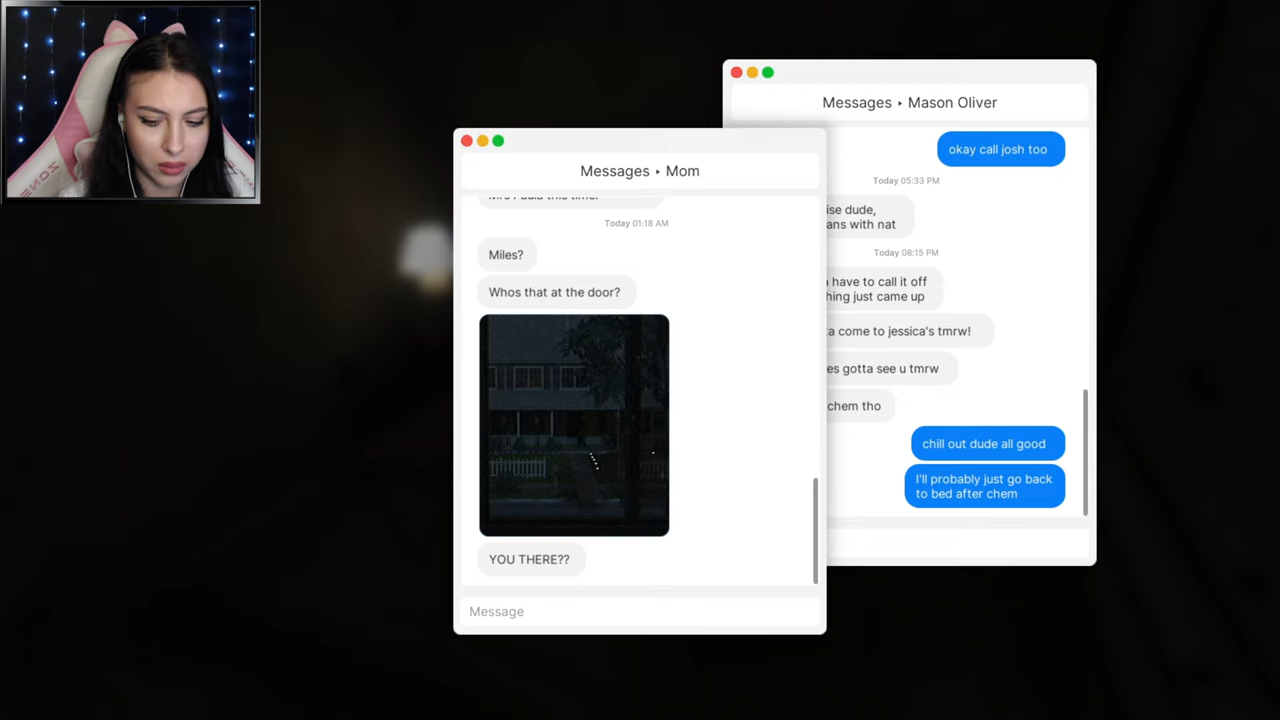 Messages ‣ Mason Oliver
okay call josh too
Today 05:33 PM
ise dude,
ans with nat
Today 08:15 PM
have to call it off
hing just came up
a come to jessica's tmrw!
es gotta see u tmrw
chem tho
chill out dude all good
I'll probably just go back
to bed after chem
Messages ‣ Mom
Today 01:18 AM
Miles?
Whos that at the door?
YOU THERE??
Message